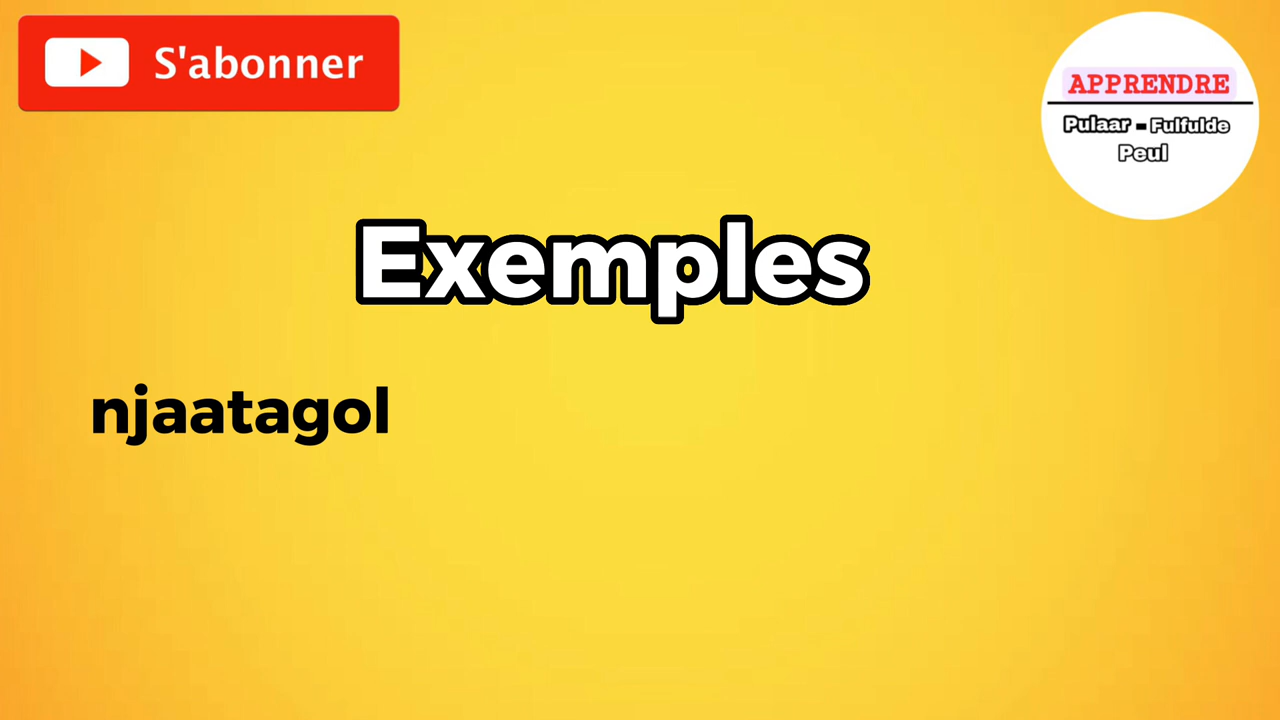 S'abonner
APPRENDRE
Pulaar - Fulfulde
Peul
Exemples
njaatagol